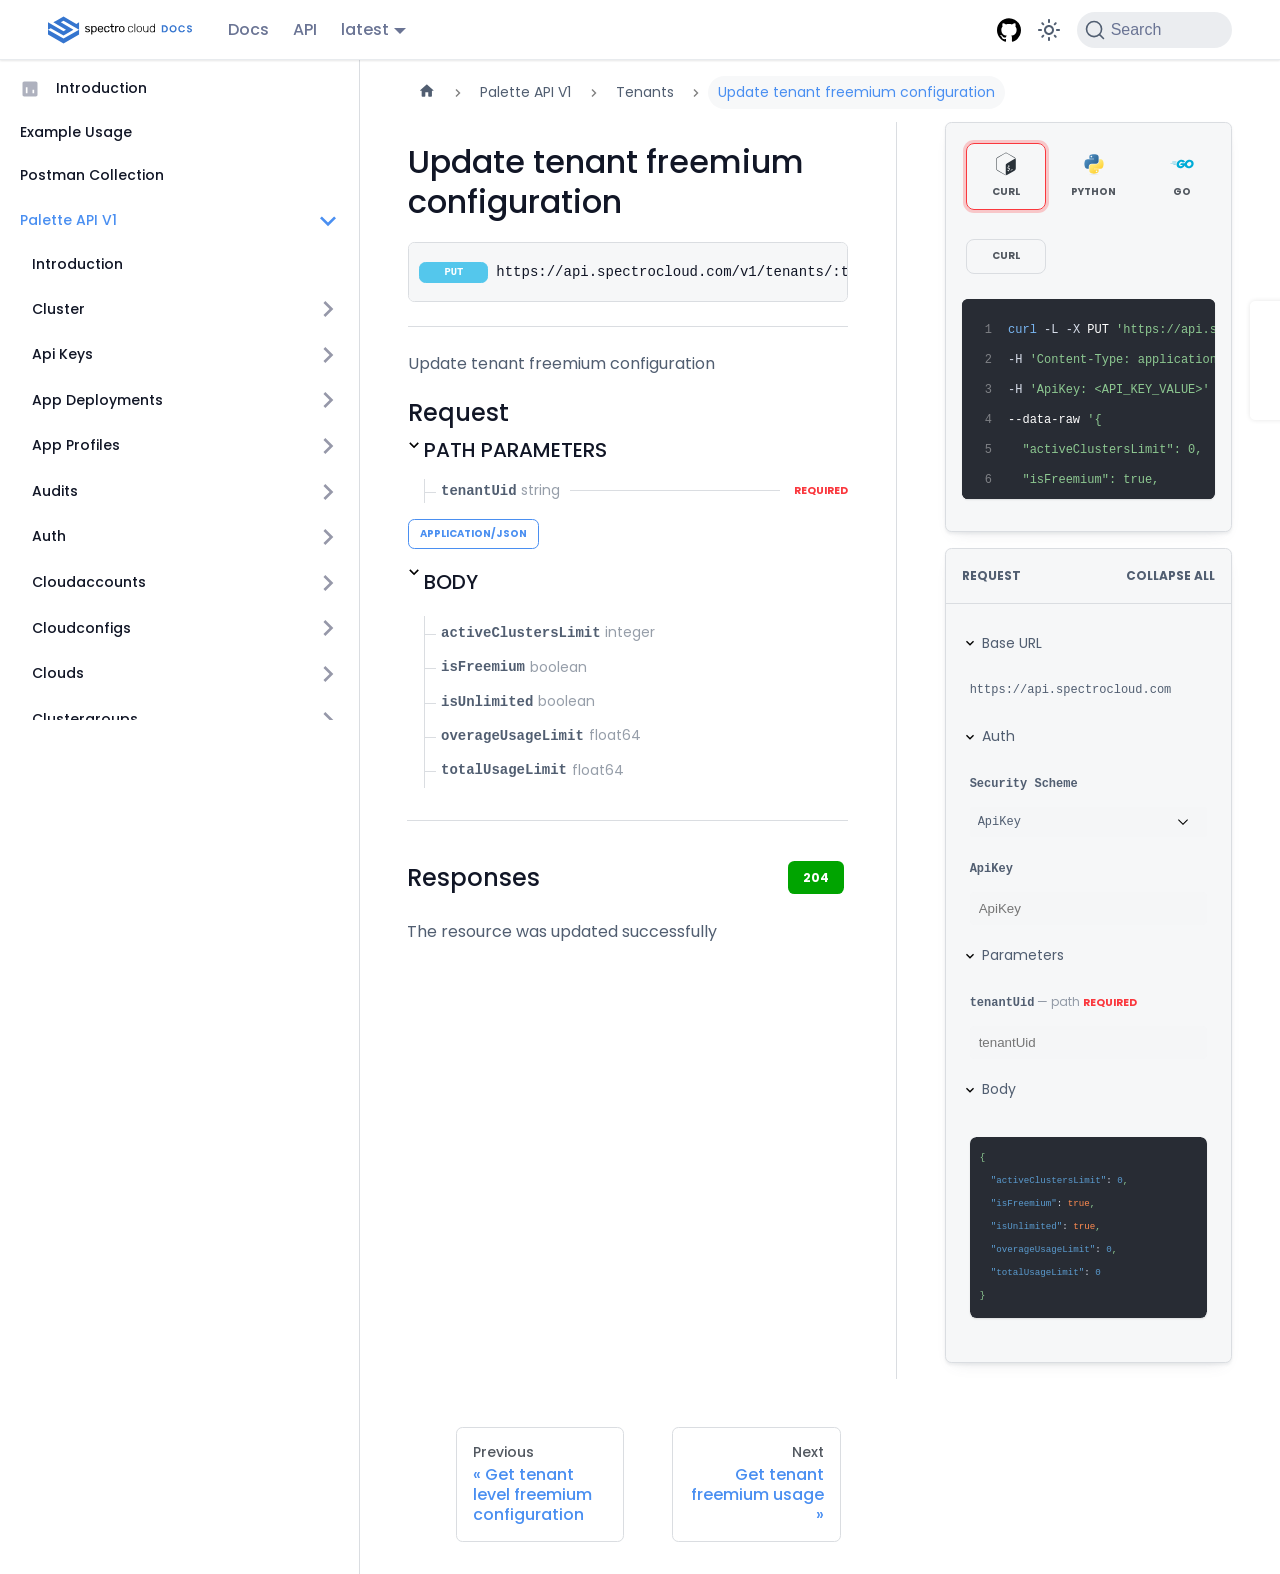 spectro cloud DOCS
Docs
API
latest
Search
Introduction
Example Usage
Postman Collection
Palette API V1
Introduction
Cluster
Api Keys
App Deployments
App Profiles
Audits
Auth
Cloudaccounts
Cloudconfigs
Clouds
Clustergroups
Palette API V1
Tenants
Update tenant freemium configuration
Update tenant freemium
configuration
PUT https://api.spectrocloud.com/v1/tenants/:t
Update tenant freemium configuration
Request
PATH PARAMETERS
tenantUid string REQUIRED
APPLICATION/JSON
BODY
activeClustersLimit integer
isFreemium boolean
isUnlimited boolean
overageUsageLimit float64
totalUsageLimit float64
Responses
204
The resource was updated successfully
CURL
PYTHON
GO
CURL
1 curl -L -X PUT 'https://api.s
2 -H 'Content-Type: application
3 -H 'ApiKey: <API_KEY_VALUE>'
4 --data-raw '{
5 "activeClustersLimit": 0,
6 "isFreemium": true,
REQUEST COLLAPSE ALL
Base URL
https://api.spectrocloud.com
Auth
Security Scheme
ApiKey
ApiKey
ApiKey
Parameters
tenantUid — path REQUIRED
tenantUid
Body
{
"activeClustersLimit": 0,
"isFreemium": true,
"isUnlimited": true,
"overageUsageLimit": 0,
"totalUsageLimit": 0
}
Previous
« Get tenant
level freemium
configuration
Next
Get tenant
freemium usage
»